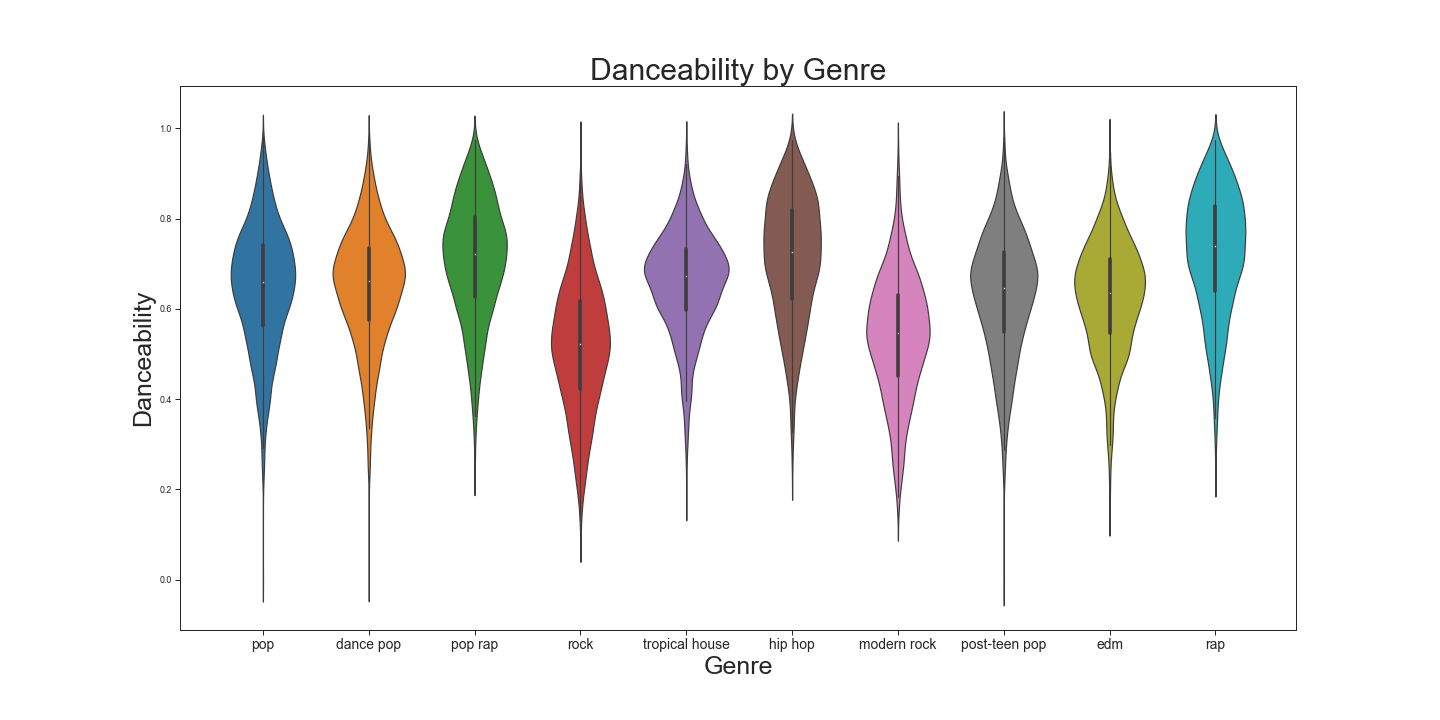 Danceability by Genre
1.0
0.8
0.6
0.4
0.2
0.0
Danceability
pop dance pop pop rap rock tropical house hip hop modern rock post-teen pop edm rap
Genre